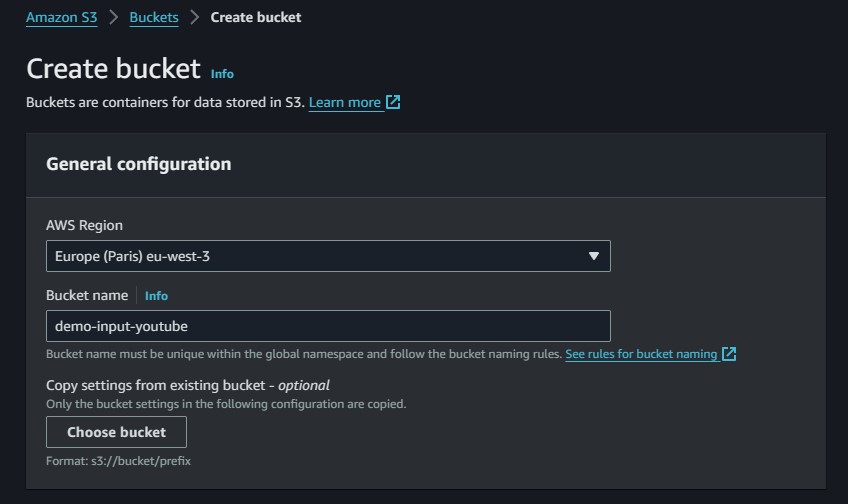 Amazon S3 > Buckets > Create bucket
Create bucket Info
Buckets are containers for data stored in S3. Learn more
General configuration
AWS Region
Europe (Paris) eu-west-3
Bucket name Info
demo-input-youtube
Bucket name must be unique within the global namespace and follow the bucket naming rules. See rules for bucket naming
Copy settings from existing bucket - optional
Only the bucket settings in the following configuration are copied.
Choose bucket
Format: s3://bucket/prefix